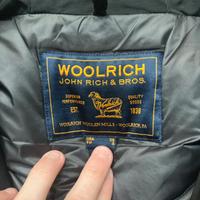 WOOLRICH
JOHN RICH & BROS.
SUPERIOR PERFORMANCE
QUALITY GOODS
EST.
1830
Woolrich
WOOLRICH WOOLEN MILLS - WOOLRICH, PA